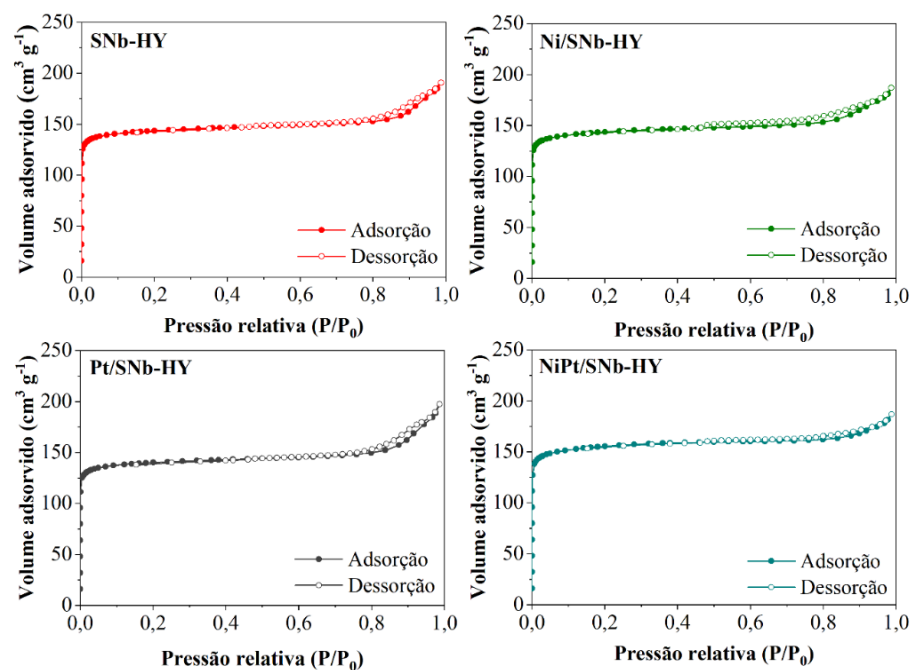 SNb-HY
Volume adsorvido (cm³ g⁻¹)
250
200
150
100
50
0
Adsorção
Dessorção
0,0 0,2 0,4 0,6 0,8 1,0
Pressão relativa (P/P₀)
Ni/SNb-HY
Volume adsorvido (cm³ g⁻¹)
250
200
150
100
50
0
Adsorção
Dessorção
0,0 0,2 0,4 0,6 0,8 1,0
Pressão relativa (P/P₀)
Pt/SNb-HY
Volume adsorvido (cm³ g⁻¹)
250
200
150
100
50
0
Adsorção
Dessorção
0,0 0,2 0,4 0,6 0,8 1,0
Pressão relativa (P/P₀)
NiPt/SNb-HY
Volume adsorvido (cm³ g⁻¹)
250
200
150
100
50
0
Adsorção
Dessorção
0,0 0,2 0,4 0,6 0,8 1,0
Pressão relativa (P/P₀)